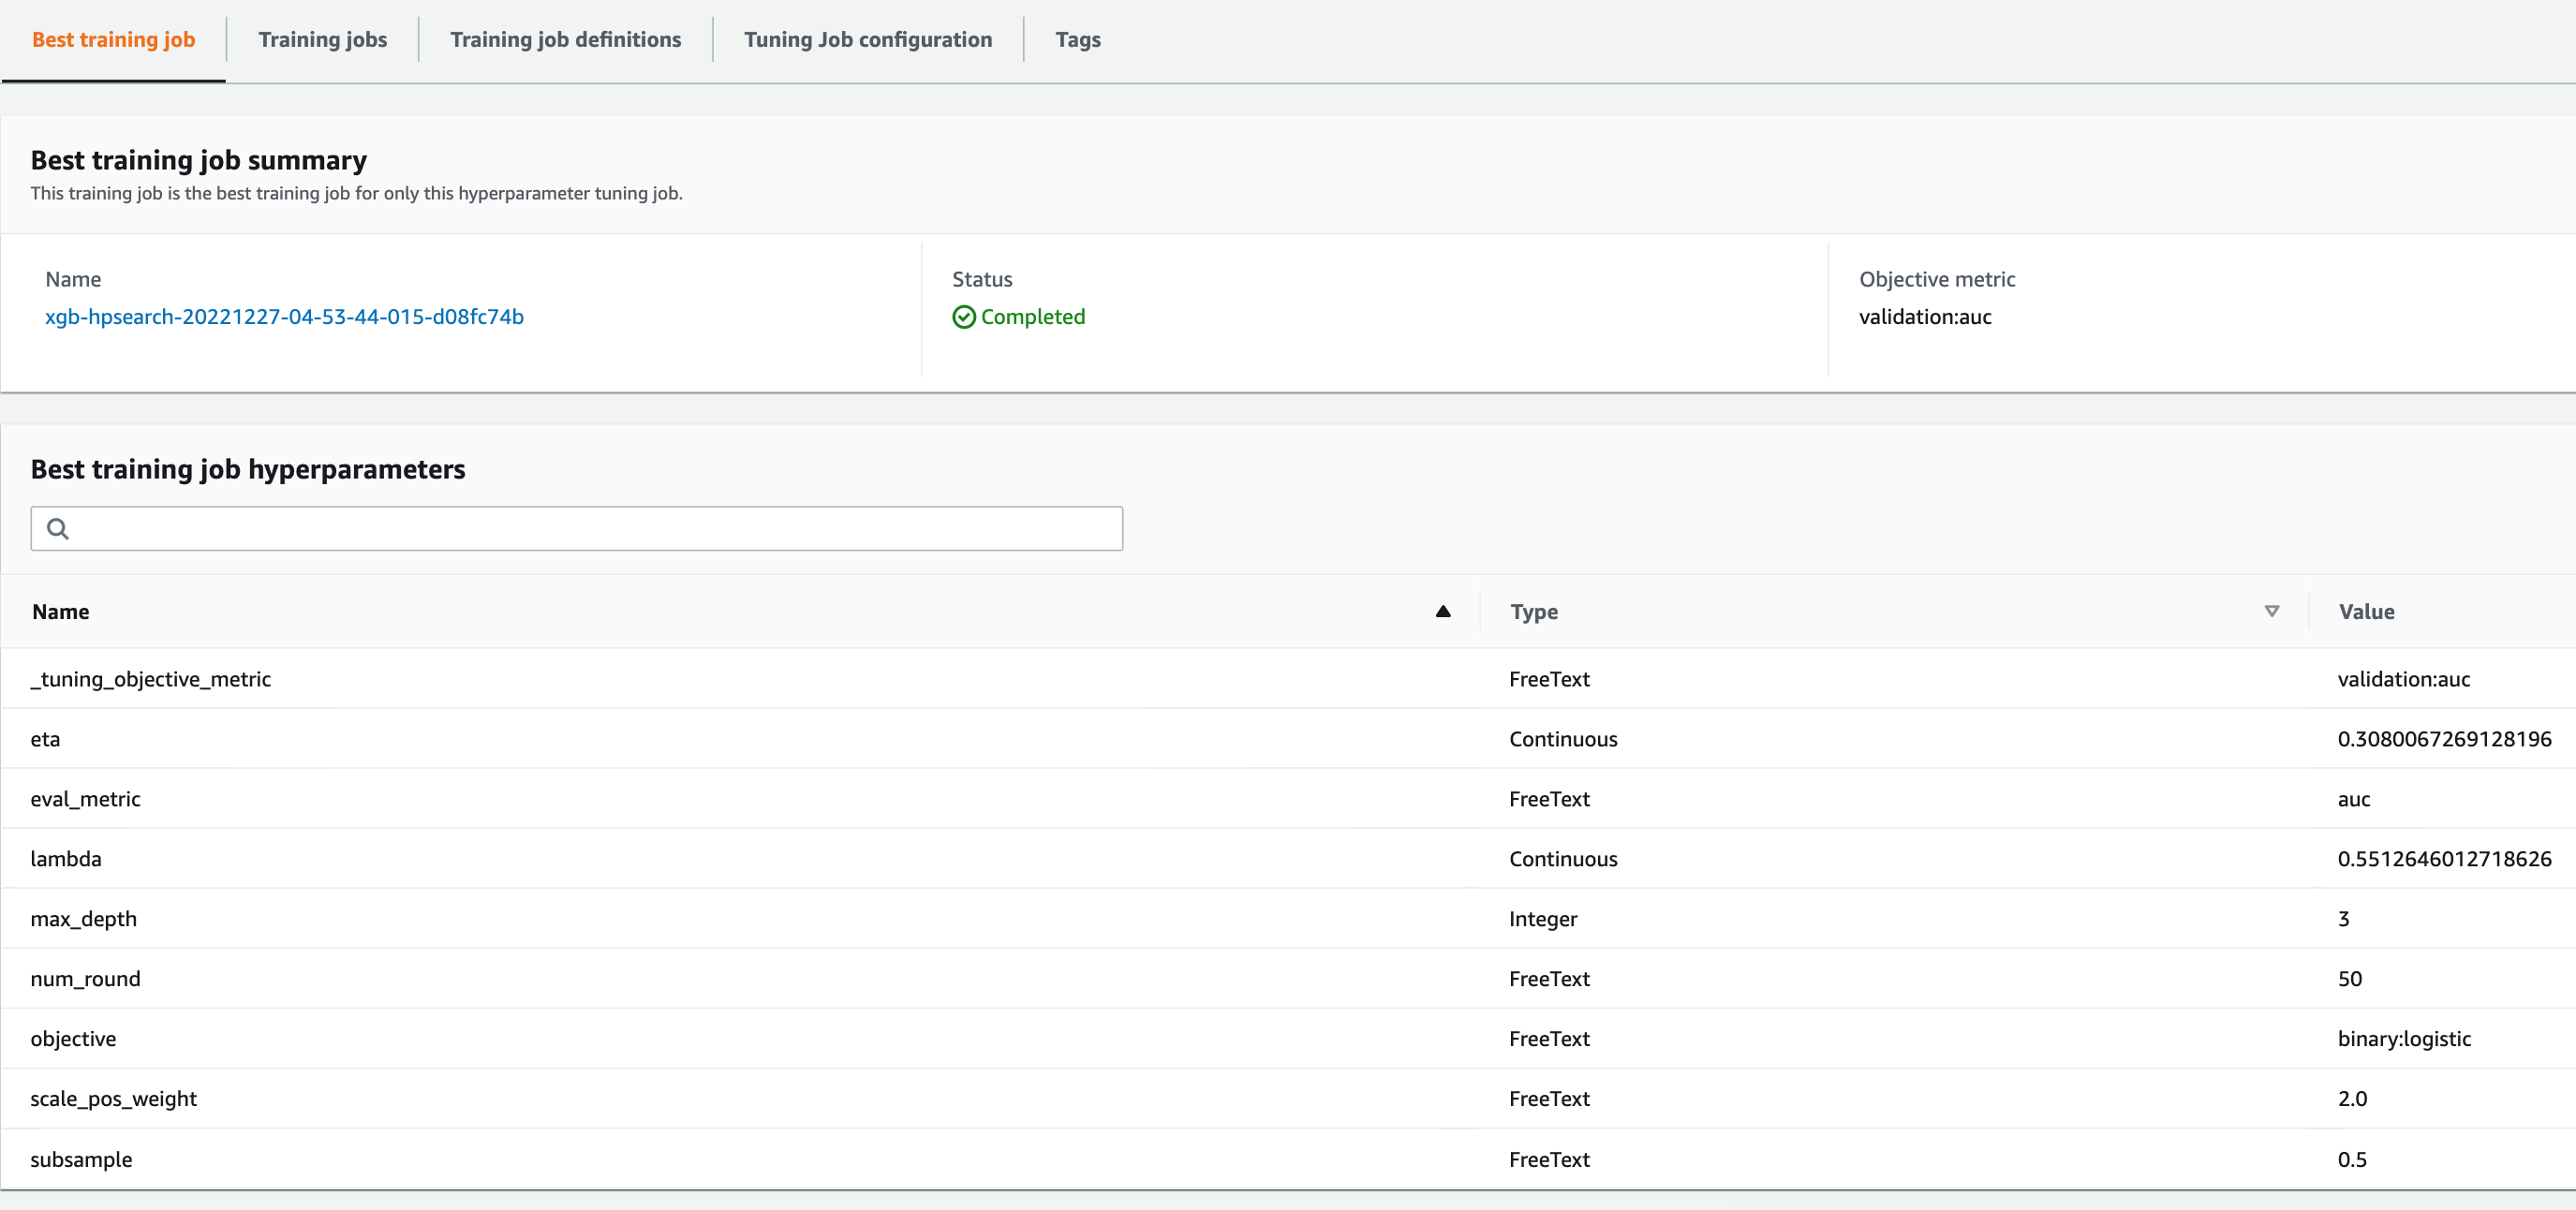 Best training job Training jobs Training job definitions Tuning Job configuration Tags
Best training job summary
This training job is the best training job for only this hyperparameter tuning job.
Name Status Objective metric
xgb-hpsearch-20221227-04-53-44-015-d08fc74b Completed validation:auc
Best training job hyperparameters
Name Type Value
_tuning_objective_metric FreeText validation:auc
eta Continuous 0.3080067269128196
eval_metric FreeText auc
lambda Continuous 0.5512646012718626
max_depth Integer 3
num_round FreeText 50
objective FreeText binary:logistic
scale_pos_weight FreeText 2.0
subsample FreeText 0.5